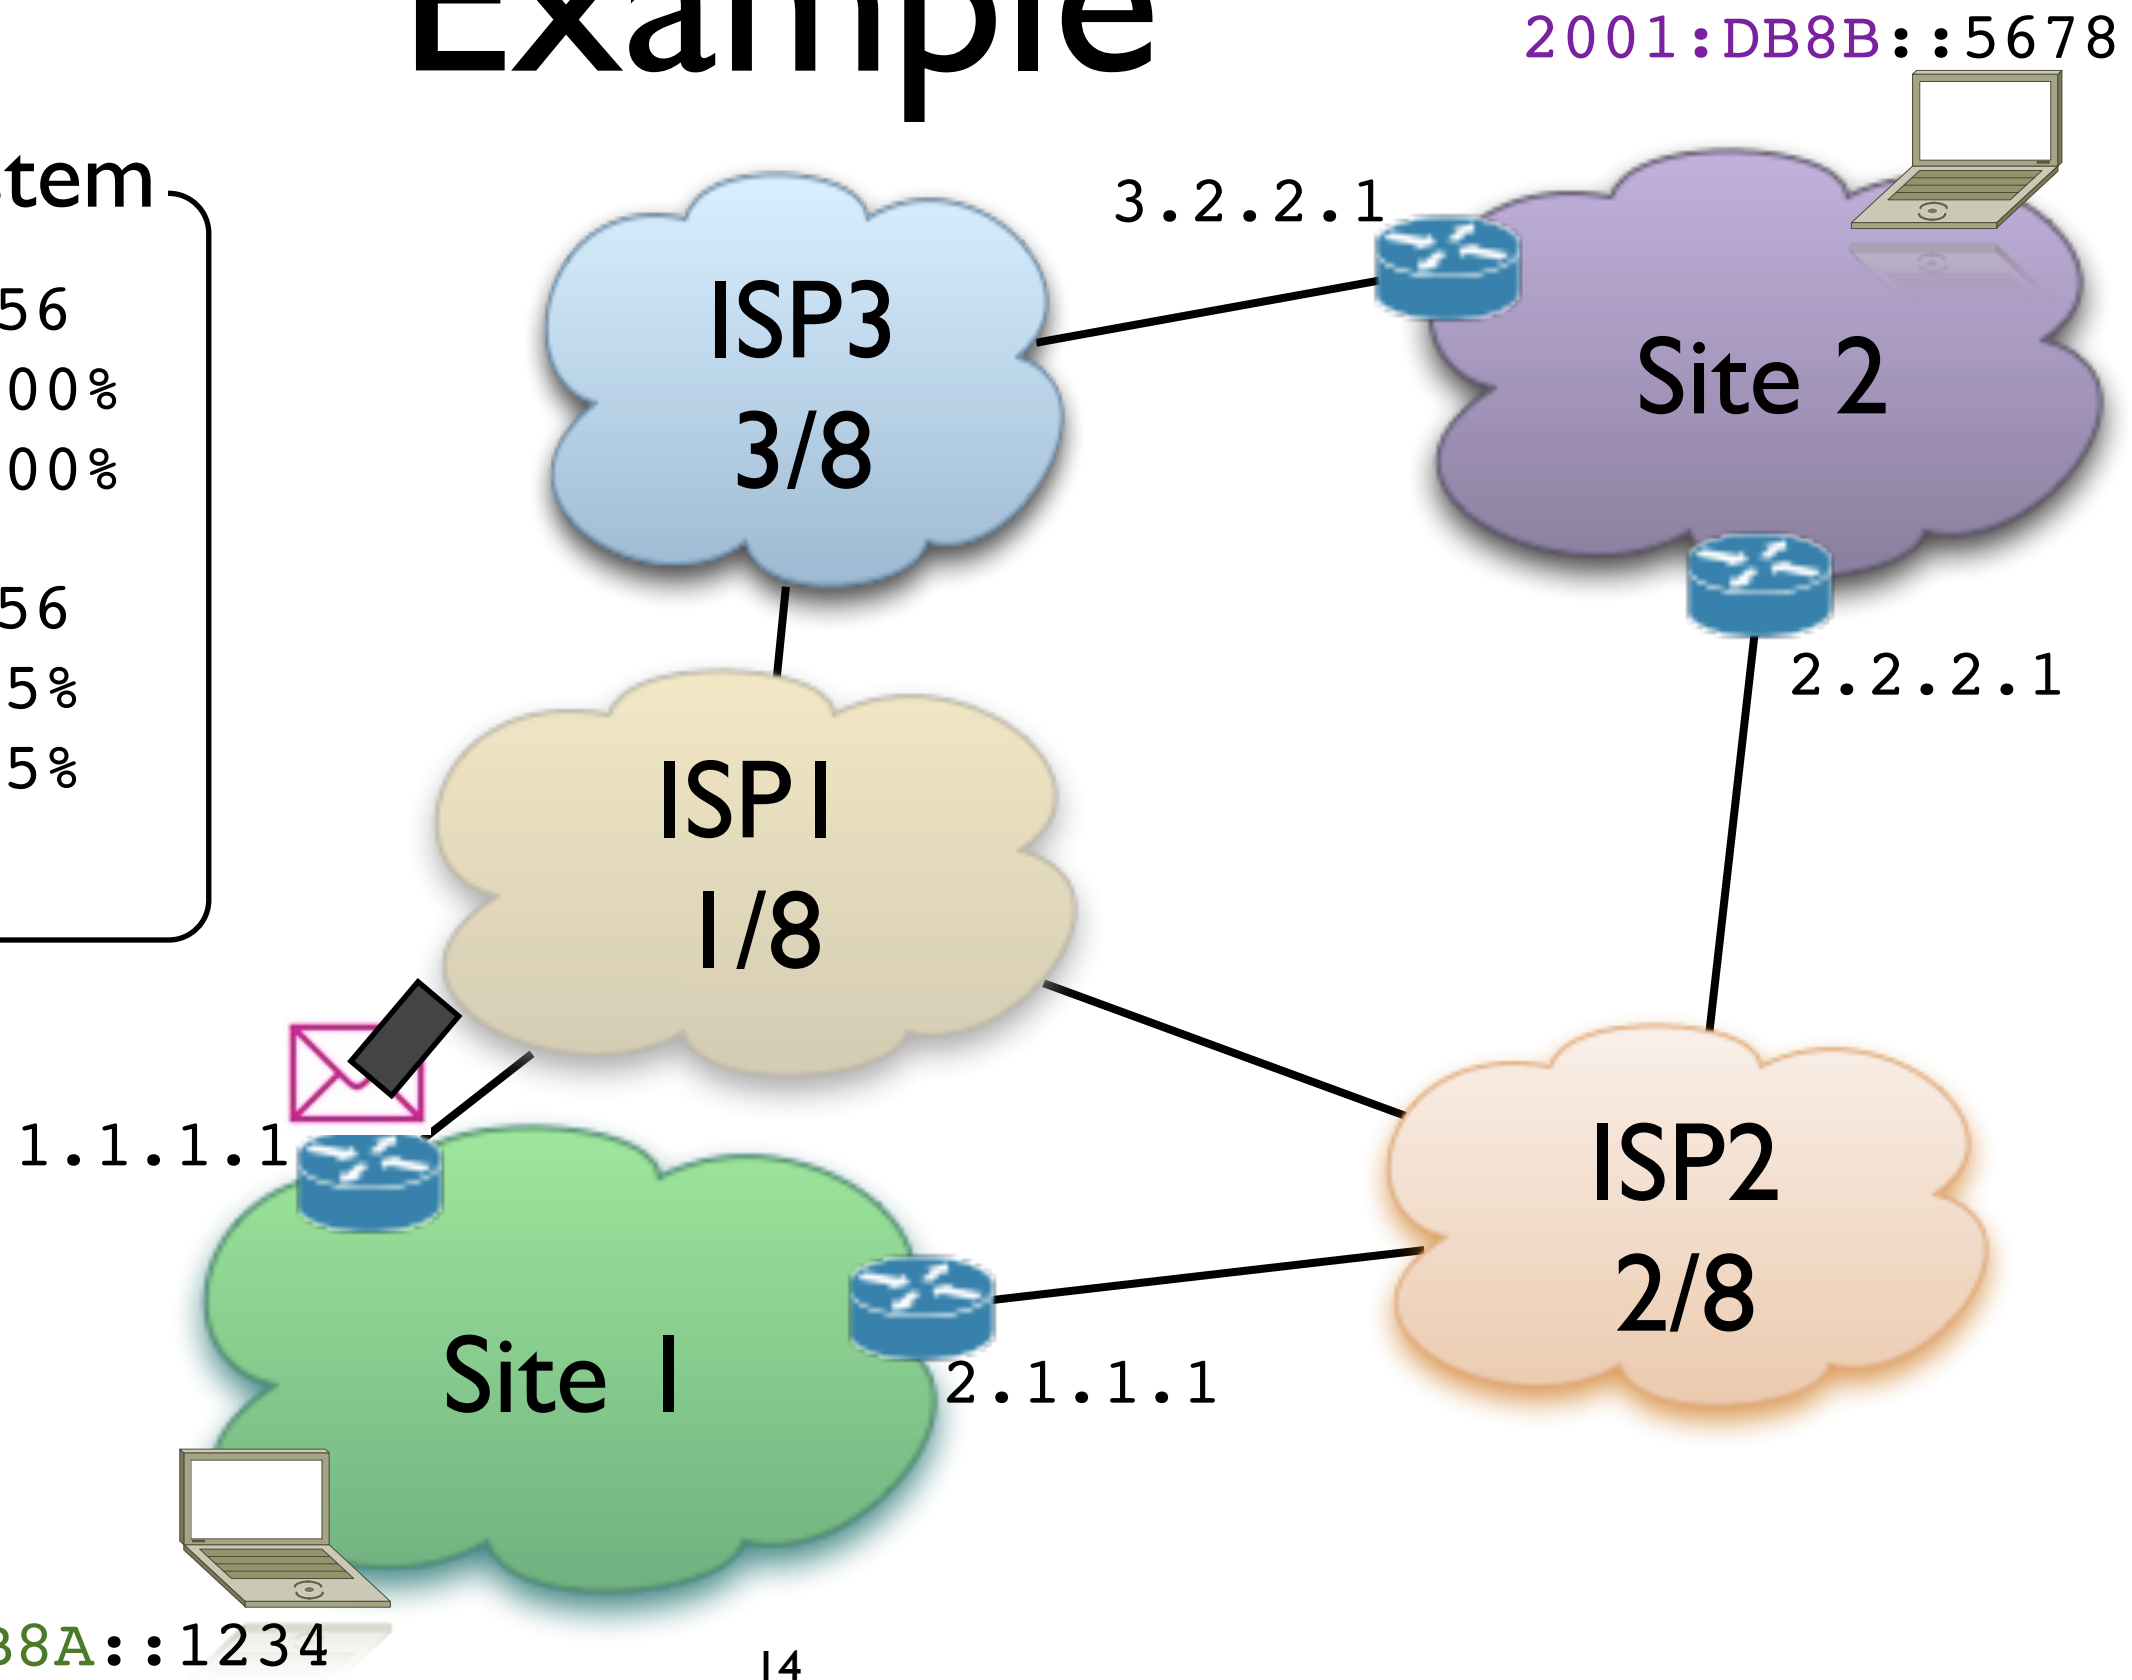 Example
2001:DB8B::5678
stem
56
00%
00%
56
5%
5%
3.2.2.1
ISP3
3/8
Site 2
2.2.2.1
ISP1
1/8
1.1.1.1
ISP2
2/8
Site 1
2.1.1.1
B8A::1234
14